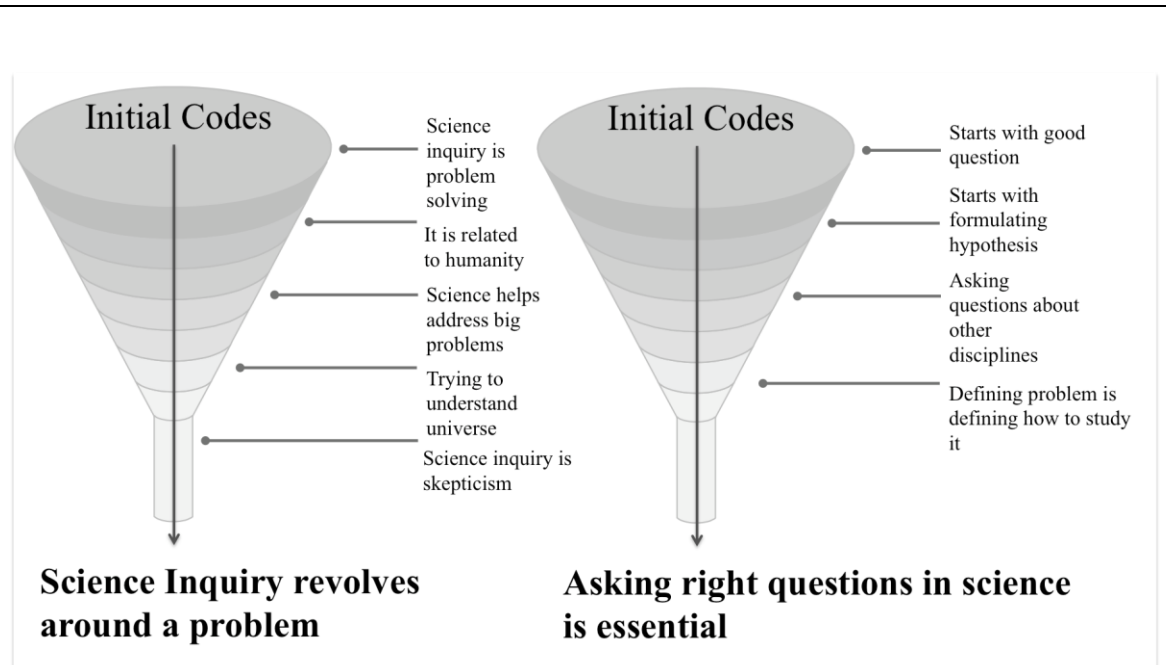 Initial Codes
Science
inquiry is
problem
solving
It is related
to humanity
Science helps
address big
problems
Trying to
understand
universe
Science inquiry is
skepticism
Science Inquiry revolves
around a problem
Initial Codes
Starts with good
question
Starts with
formulating
hypothesis
Asking
questions about
other
disciplines
Defining problem is
defining how to study
it
Asking right questions in science
is essential